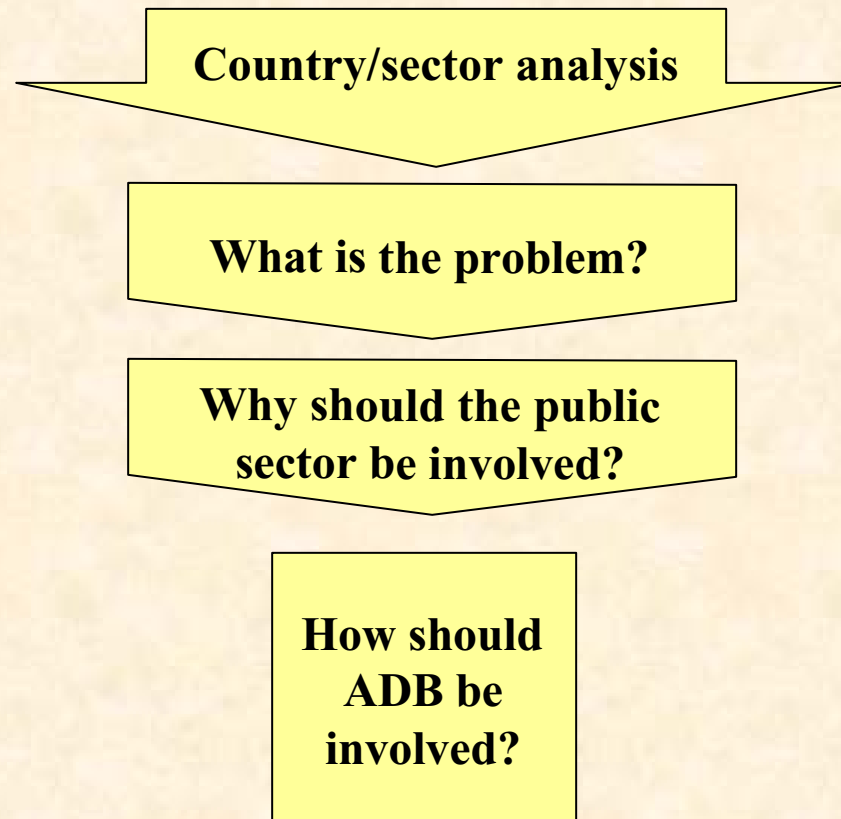 Country/sector analysis
What is the problem?
Why should the public
sector be involved?
How should
ADB be
involved?